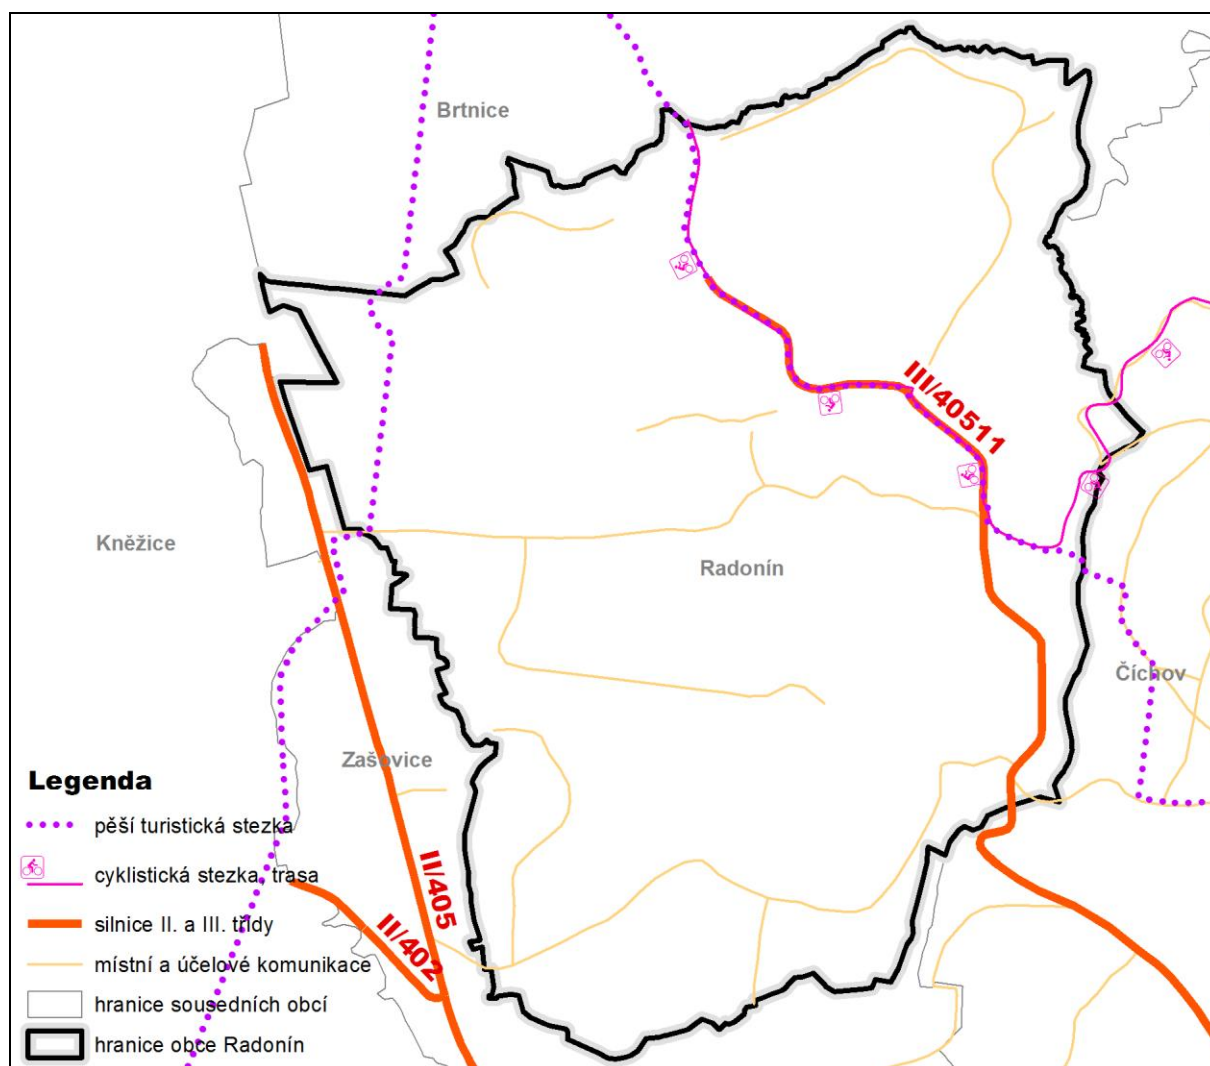 Brtnice
III/40511
Kněžice
Radonín
Číchov
Zašovice
II/405
II/402
Legenda
pěší turistická stezka
cyklistická stezka, trasa
silnice II. a III. třídy
místní a účelové komunikace
hranice sousedních obcí
hranice obce Radonín